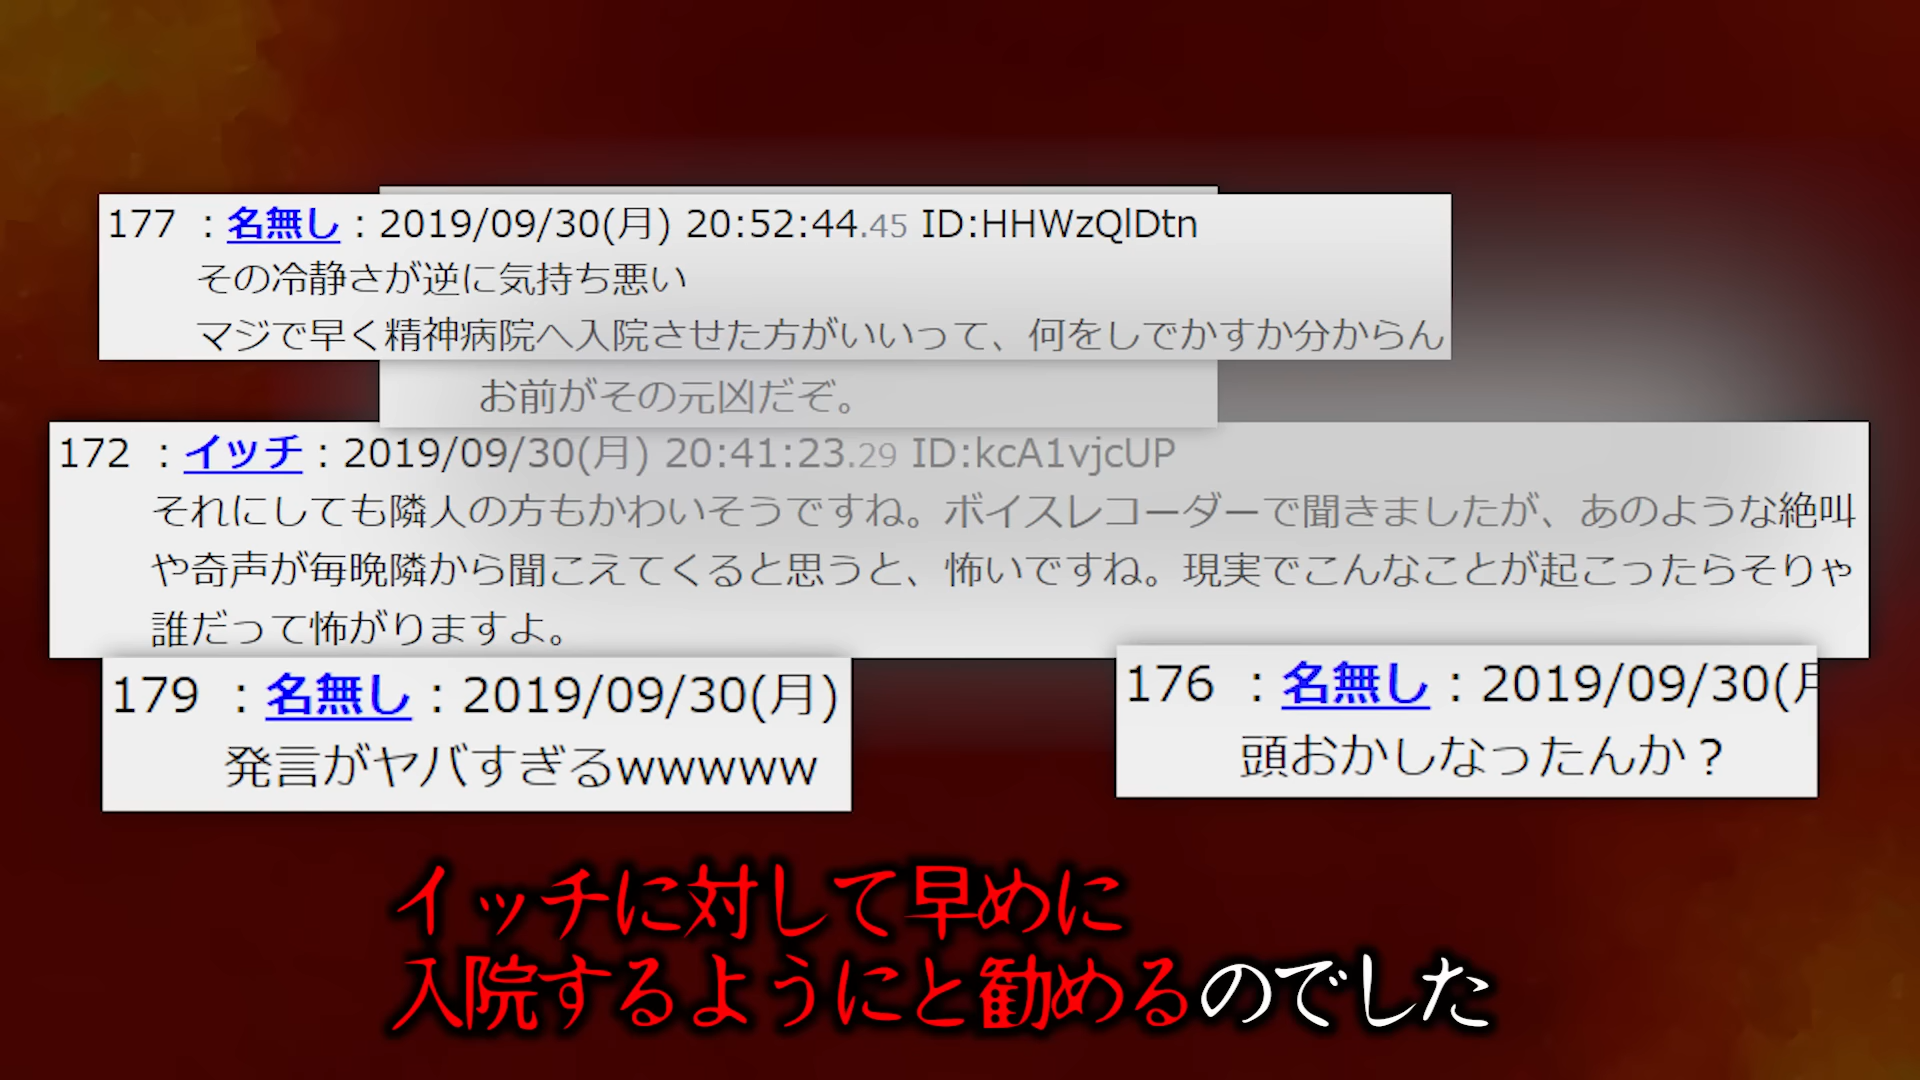 177 ：名無し：2019/09/30(月) 20:52:44.45 ID:HHWzQlDtn
その冷静さが逆に気持ち悪い
マジで早く精神病院へ入院させた方がいいって、何をしでかすか分からん
お前がその元凶だぞ。
172 ：イッチ：2019/09/30(月) 20:41:23.29 ID:kcA1vjcUP
それにしても隣人の方もかわいそうですね。ボイスレコーダーで聞きましたが、あのような絶叫
や奇声が毎晩隣から聞こえてくると思うと、怖いですね。現実でこんなことが起こったらそりゃ
誰だって怖がりますよ。
179 ：名無し：2019/09/30(月)
発言がヤバすぎるwwwww
176 ：名無し：2019/09/30(月
頭おかしなったんか？
イッチに対して早めに
入院するようにと勧めるのでした